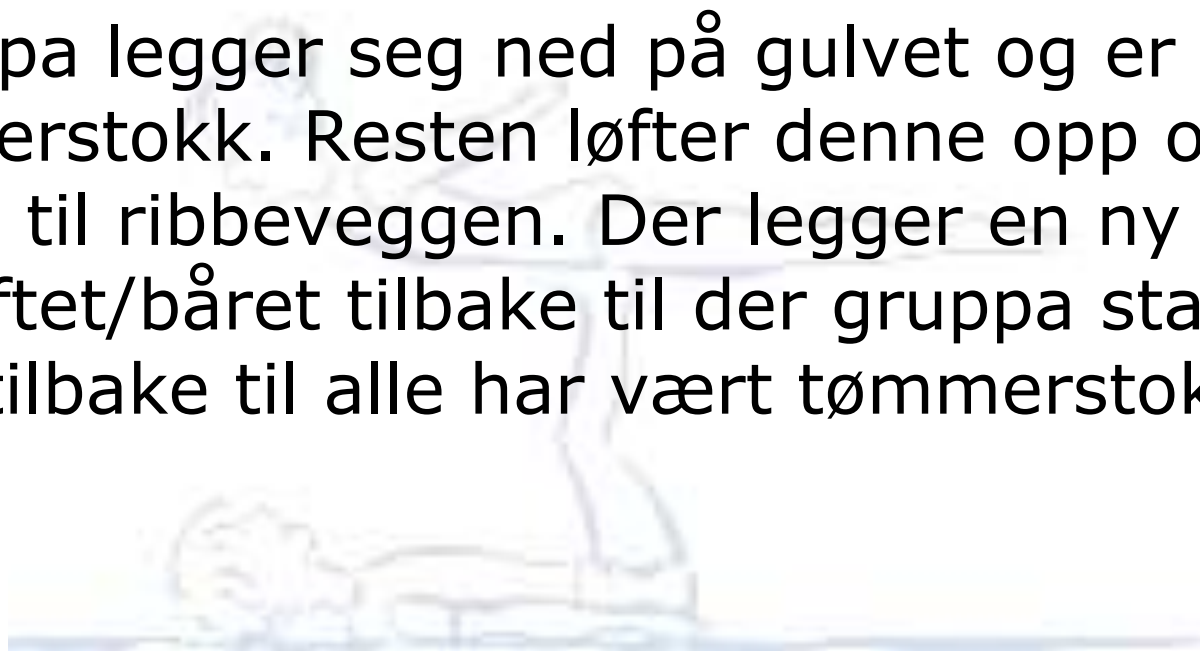 pa legger seg ned på gulvet og er
erstokk. Resten løfter denne opp o
til ribbeveggen. Der legger en ny
ftet/båret tilbake til der gruppa sta
tilbake til alle har vært tømmerstok